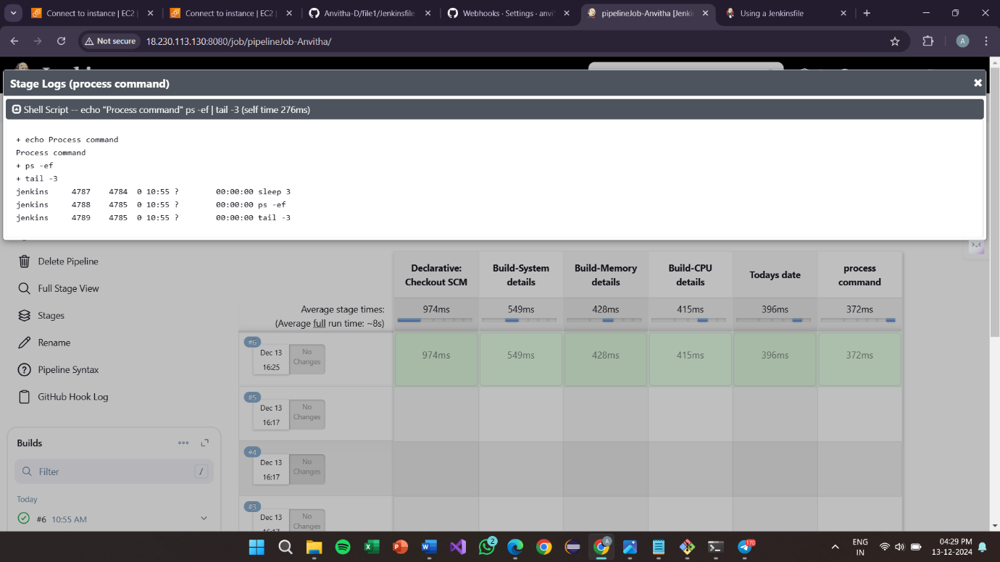 Connect to instance | EC2 |
Connect to instance | EC2 |
Anvitha-D/file1/Jenkinsfile
Webhooks · Settings · anvi
pipelineJob-Anvitha [Jenki
Using a Jenkinsfile
Not secure
18.230.113.130:8080/job/pipelineJob-Anvitha/
A
Stage Logs (process command)
Shell Script -- echo "Process command" ps -ef | tail -3 (self time 276ms)
+ echo Process command
Process command
+ ps -ef
+ tail -3
jenkins 4787 4784 0 10:55 ? 00:00:00 sleep 3
jenkins 4788 4785 0 10:55 ? 00:00:00 ps -ef
jenkins 4789 4785 0 10:55 ? 00:00:00 tail -3
Delete Pipeline
Full Stage View
Stages
Rename
Pipeline Syntax
GitHub Hook Log
Builds
Filter
/
Today
#6 10:55 AM
Declarative: Checkout SCM
Build-System details
Build-Memory details
Build-CPU details
Todays date
process command
Average stage times:
(Average full run time: ~8s)
974ms 549ms 428ms 415ms 396ms 372ms
#6
Dec 13
16:25
No Changes
974ms 549ms 428ms 415ms 396ms 372ms
#5
Dec 13
16:17
No Changes
#4
Dec 13
16:17
No Changes
#3
Dec 13
16:17
No Changes
2
A
170
ENG
IN
04:29 PM
13-12-2024